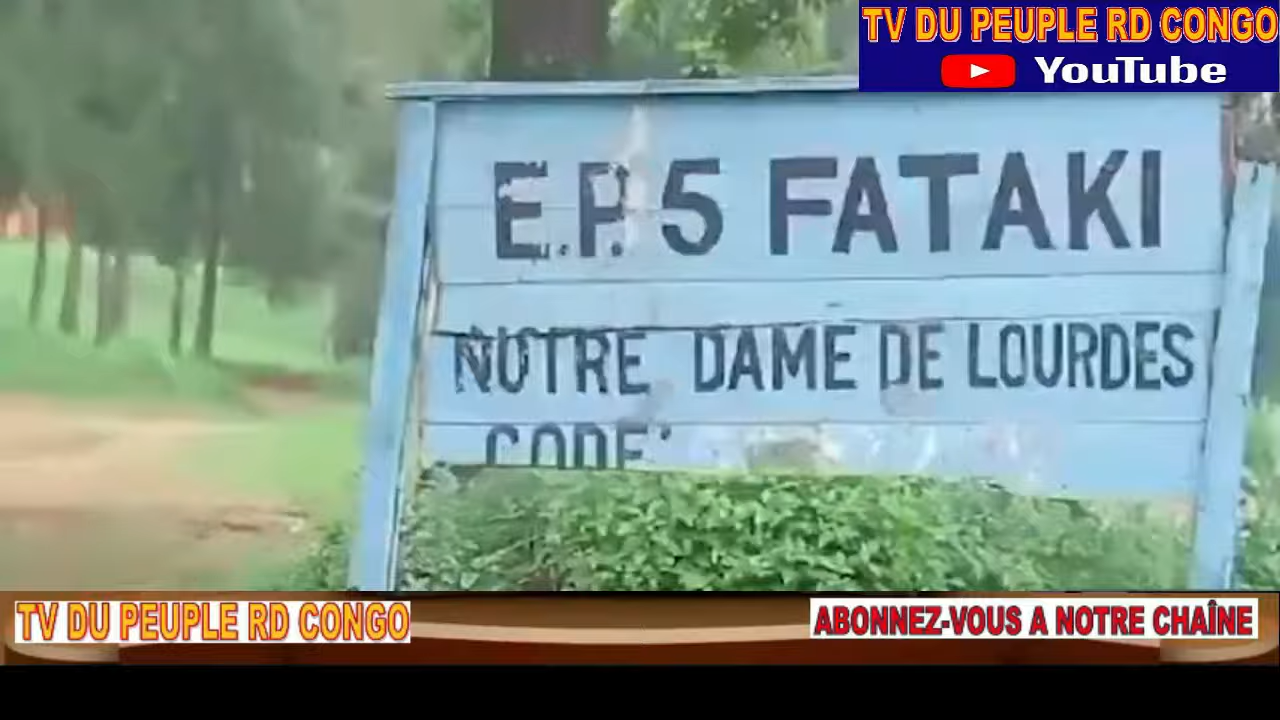 TV DU PEUPLE RD CONGO
YouTube
E.P. 5 FATAKI
NOTRE DAME DE LOURDES
CODE'
TV DU PEUPLE RD CONGO
ABONNEZ-VOUS A NOTRE CHAÎNE